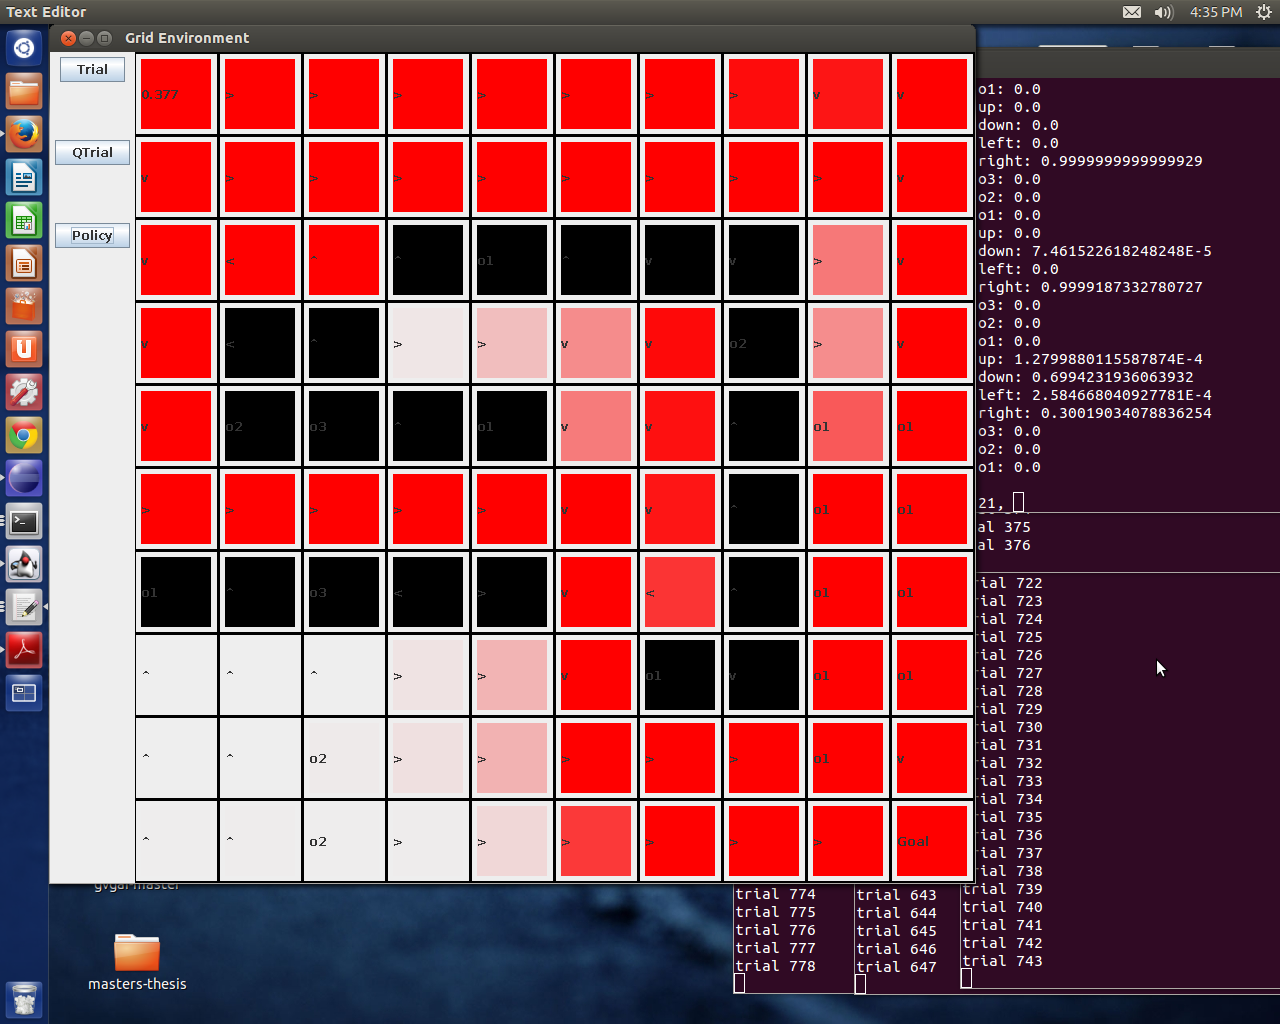 Text Editor
4:35 PM
Grid Environment
Trial
QTrial
Policy
0.377 > > > > > > > v v
v > > > > > > > > v
v < ^ ^ o1 ^ v v > v
v < ^ > > v v o2 > v
v o2 o3 ^ o1 v v ^ o1 o1
> > > > > v v ^ o1 o1
o1 ^ o3 < > v < ^ o1 o1
^ ^ ^ > > v o1 v o1 o1
^ ^ o2 > > > > > o1 v
^ ^ o2 > > > > > > Goal
o1: 0.0
up: 0.0
down: 0.0
left: 0.0
right: 0.9999999999999929
o3: 0.0
o2: 0.0
o1: 0.0
up: 0.0
down: 7.461522618248248E-5
left: 0.0
right: 0.9999187332780727
o3: 0.0
o2: 0.0
o1: 0.0
up: 1.2799880115587874E-4
down: 0.6994231936063932
left: 2.584668040927781E-4
right: 0.30019034078836254
o3: 0.0
o2: 0.0
o1: 0.0
21,
al 375
al 376
ial 722
ial 723
ial 724
ial 725
ial 726
ial 727
ial 728
ial 729
ial 730
ial 731
ial 732
ial 733
ial 734
ial 735
ial 736
ial 737
rial 738
rial 739
rial 740
rial 741
rial 742
rial 743
trial 774
trial 775
trial 776
trial 777
trial 778
trial 643
trial 644
trial 645
trial 646
trial 647
gvgai-master
masters-thesis